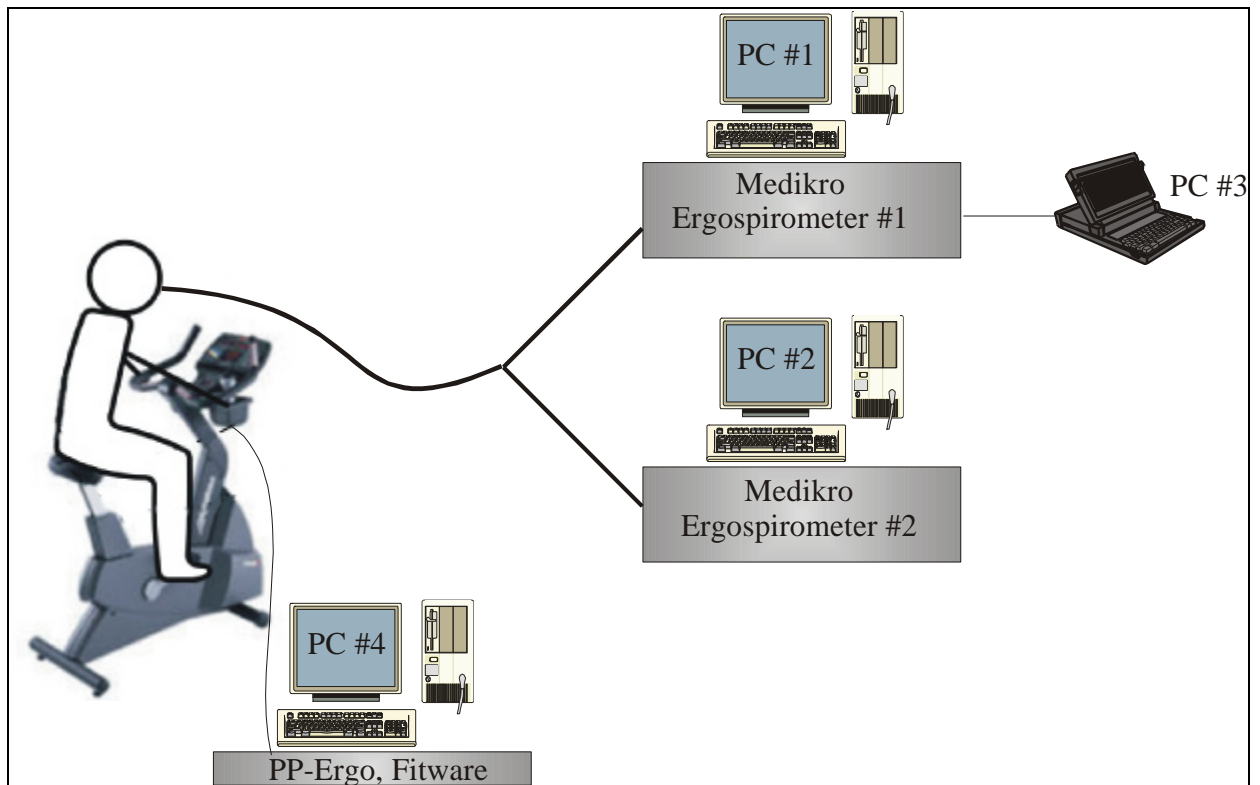 PC #1
Medikro
Ergospirometer #1
PC #3
PC #2
Medikro
Ergospirometer #2
PC #4
PP-Ergo, Fitware